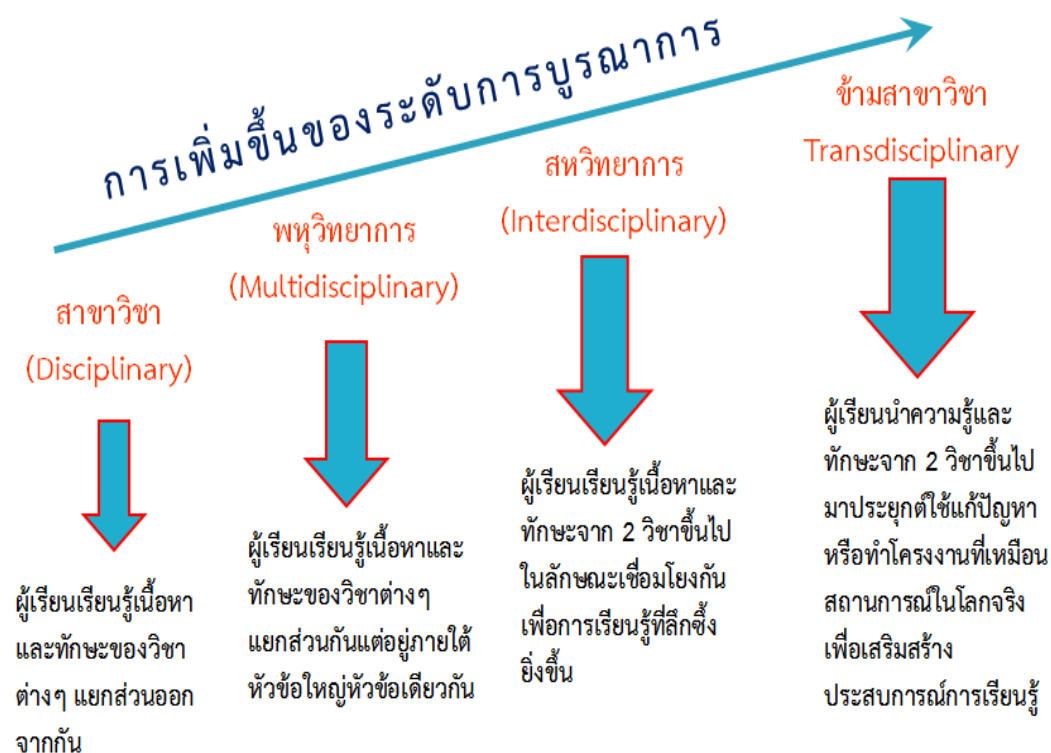 การเพิ่มขึ้นของระดับการบูรณาการ
สาขาวิชา
(Disciplinary)
ผู้เรียนเรียนรู้เนื้อหา
และทักษะของวิชา
ต่างๆ แยกส่วนออก
จากกัน
พหุวิทยาการ
(Multidisciplinary)
ผู้เรียนเรียนรู้เนื้อหาและ
ทักษะของวิชาต่างๆ
แยกส่วนกันแต่อยู่ภายใต้
หัวข้อใหญ่หัวข้อเดียวกัน
สหวิทยาการ
(Interdisciplinary)
ผู้เรียนเรียนรู้เนื้อหาและ
ทักษะจาก 2 วิชาขึ้นไป
ในลักษณะเชื่อมโยงกัน
เพื่อการเรียนรู้ที่ลึกซึ้ง
ยิ่งขึ้น
ข้ามสาขาวิชา
Transdisciplinary
ผู้เรียนนำความรู้และ
ทักษะจาก 2 วิชาขึ้นไป
มาประยุกต์ใช้แก้ปัญหา
หรือทำโครงงานที่เหมือน
สถานการณ์ในโลกจริง
เพื่อเสริมสร้าง
ประสบการณ์การเรียนรู้